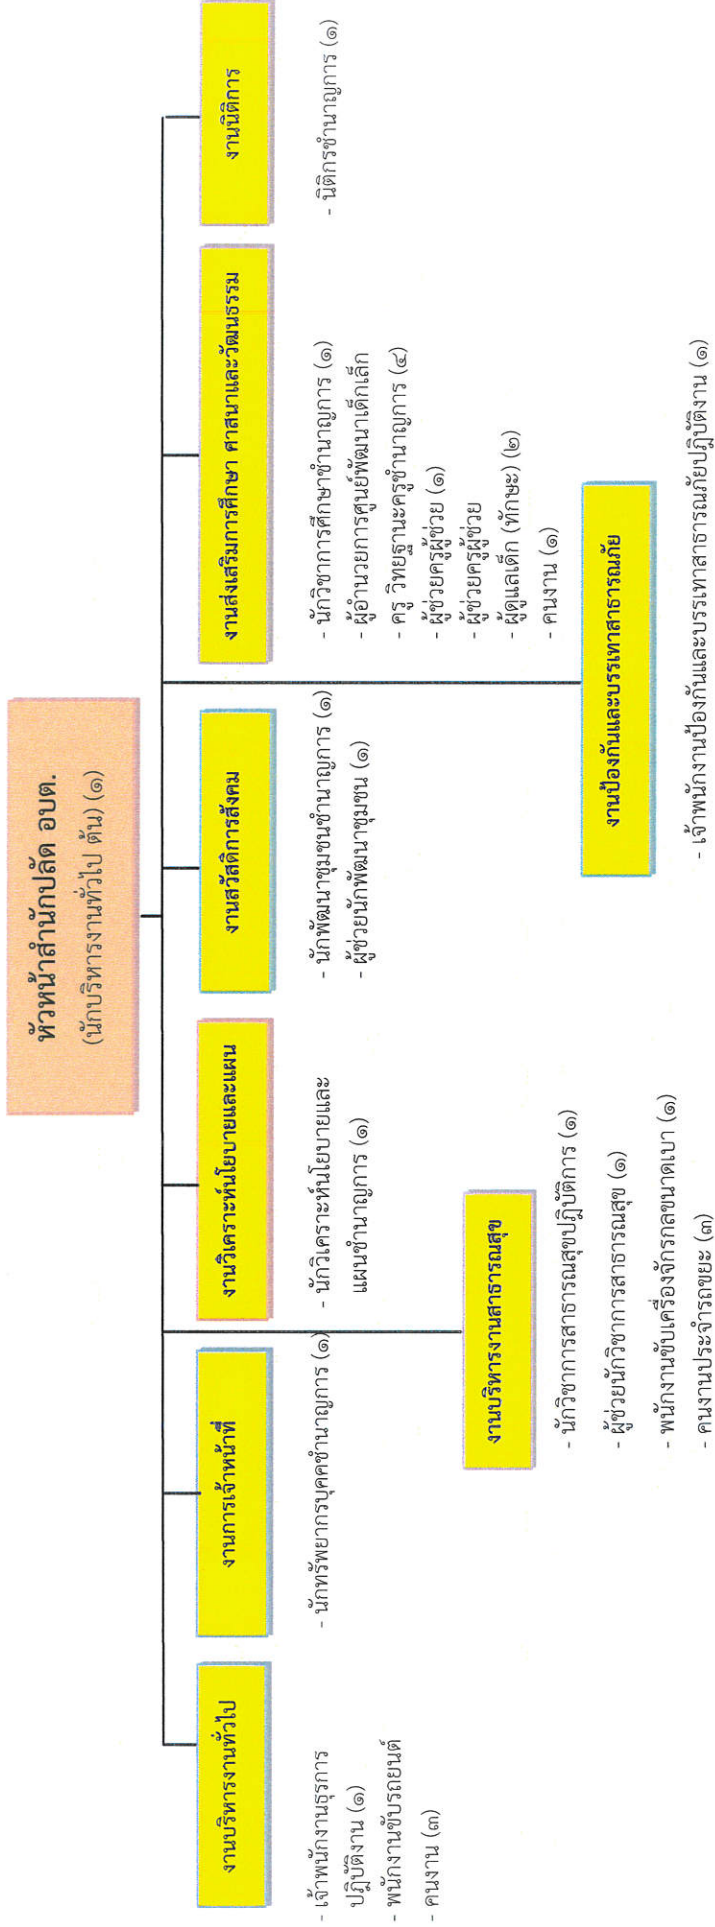 หัวหน้าสำนักปลัด อบต.
(นักบริหารงานทั่วไป ต้น) (๑)
งานบริหารงานทั่วไป
- เจ้าพนักงานธุรการ
ปฏิบัติงาน (๑)
- พนักงานขับรถยนต์
- คนงาน (๓)
งานการเจ้าหน้าที่
- นักทรัพยากรบุคคชำนาญการ (๑)
งานวิเคราะห์นโยบายและแผน
- นักวิเคราะห์นโยบายและ
แผนชำนาญการ (๑)
งานสวัสดิการสังคม
- นักพัฒนาชุมชนชำนาญการ (๑)
- ผู้ช่วยนักพัฒนาชุมชน (๑)
งานส่งเสริมการศึกษา ศาสนาและวัฒนธรรม
- นักวิชาการศึกษาชำนาญการ (๑)
- ผู้อำนวยการศูนย์พัฒนาเด็กเล็ก
- ครู วิทยฐานะครูชำนาญการ (๔)
- ผู้ช่วยครูผู้ช่วย (๑)
- ผู้ช่วยครูผู้ช่วย
- ผู้ดูแลเด็ก (ทักษะ) (๒)
- คนงาน (๑)
งานนิติการ
- นิติกรชำนาญการ (๑)
งานบริหารงานสาธารณสุข
- นักวิชาการสาธารณสุขปฏิบัติการ (๑)
- ผู้ช่วยนักวิชาการสาธารณสุข (๑)
- พนักงานขับเครื่องจักรกลขนาดเบา (๑)
- คนงานประจำรถขยะ (๓)
งานป้องกันและบรรเทาสาธารณภัย
- เจ้าพนักงานป้องกันและบรรเทาสาธารณภัยปฏิบัติงาน (๑)